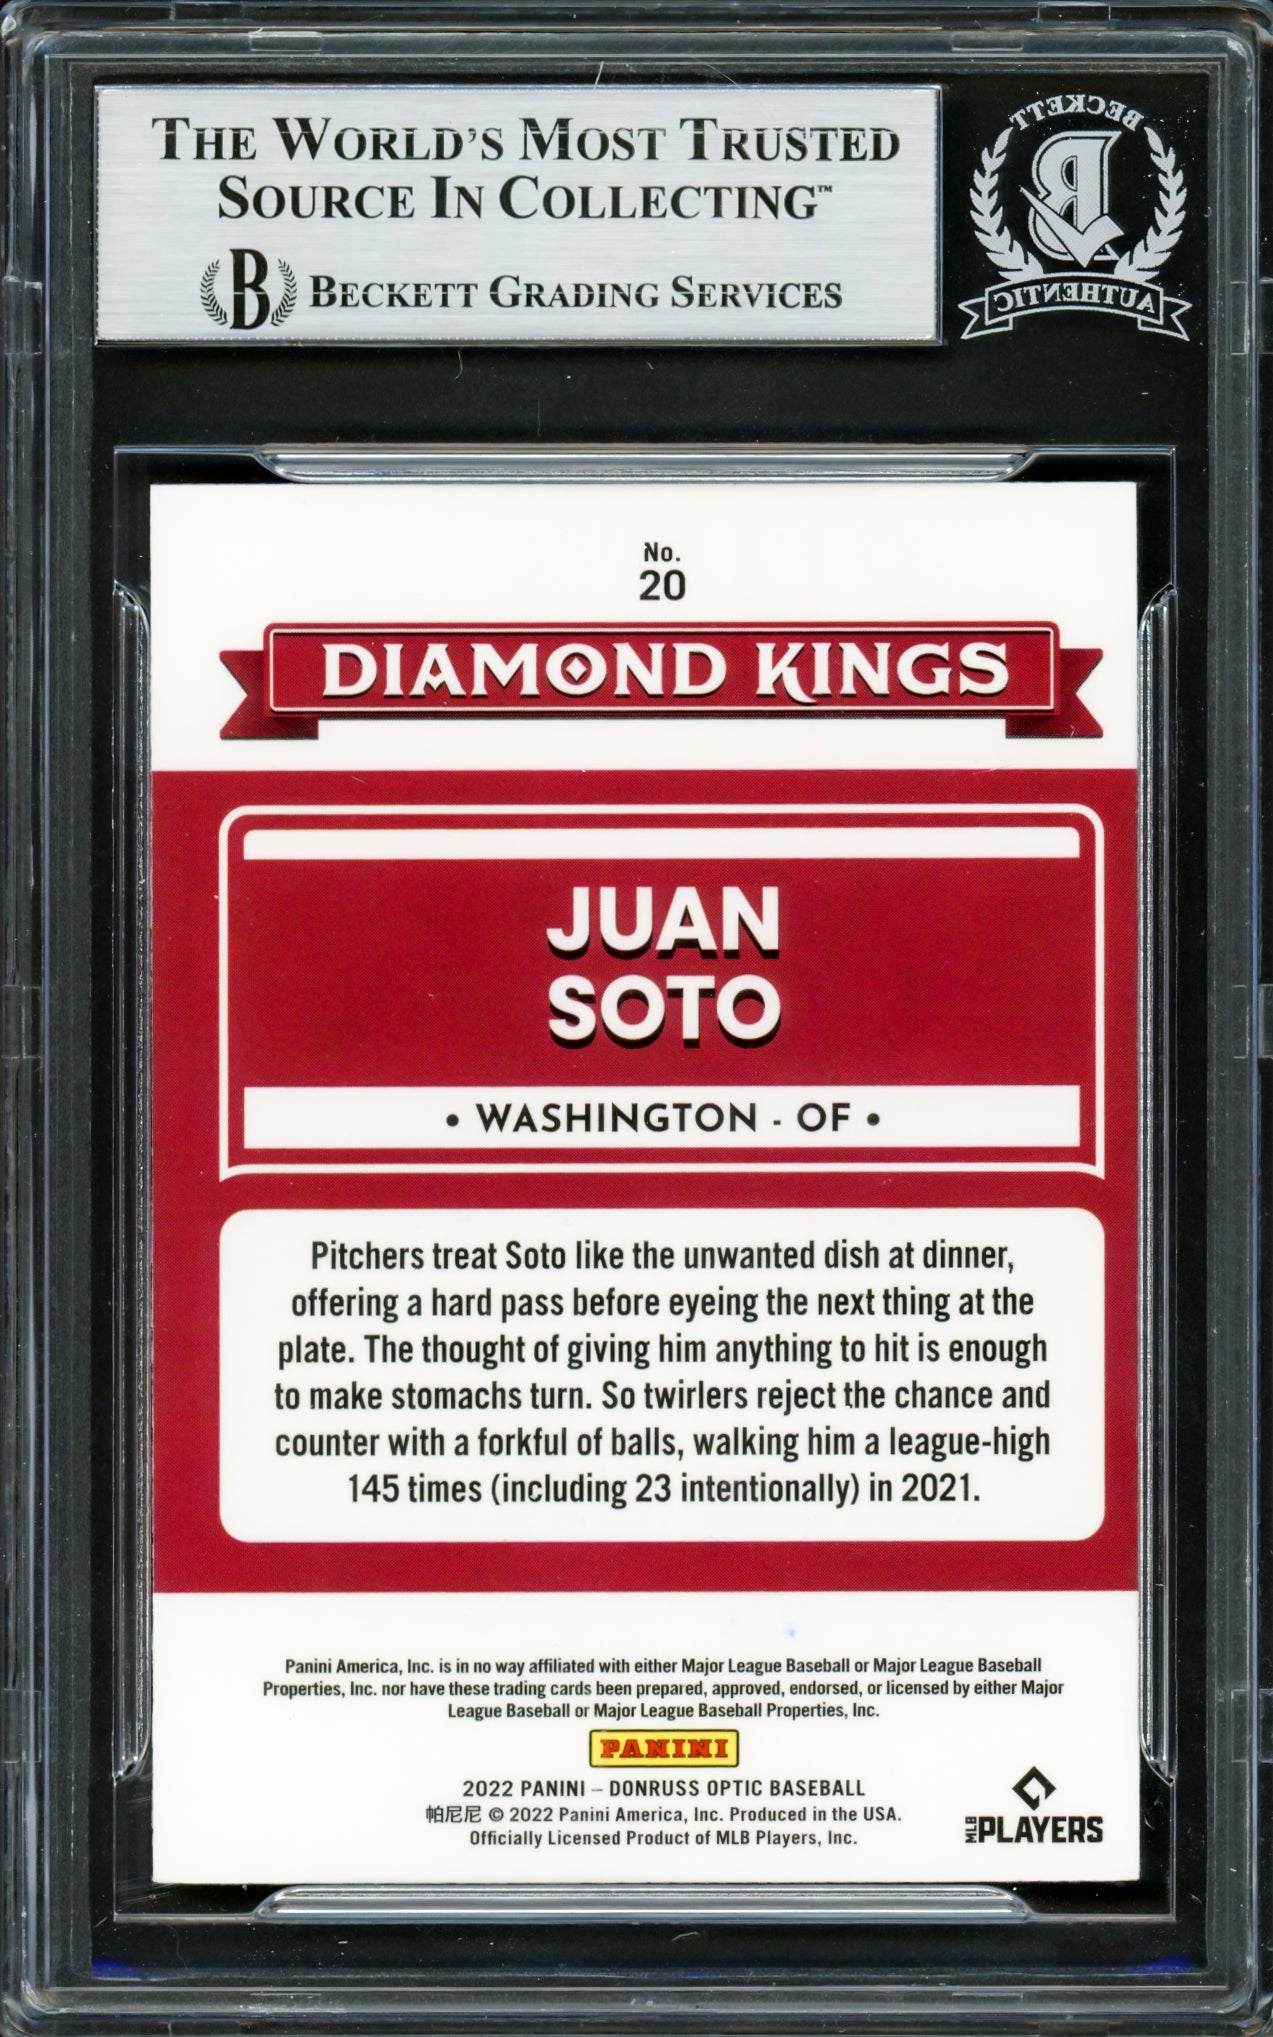 THE WORLD'S MOST TRUSTED
SOURCE IN COLLECTING™
B BECKETT GRADING SERVICES
BECKETT
B
AUTHENTIC
No.
20
DIAMOND KINGS
JUAN
SOTO
• WASHINGTON - OF •
Pitchers treat Soto like the unwanted dish at dinner,
offering a hard pass before eyeing the next thing at the
plate. The thought of giving him anything to hit is enough
to make stomachs turn. So twirlers reject the chance and
counter with a forkful of balls, walking him a league-high
145 times (including 23 intentionally) in 2021.
Panini America, Inc. is in no way affiliated with either Major League Baseball or Major League Baseball
Properties, Inc. nor have these trading cards been prepared, approved, endorsed, or licensed by either Major
League Baseball or Major League Baseball Properties, Inc.
PANINI
2022 PANINI – DONRUSS OPTIC BASEBALL
帕尼尼 © 2022 Panini America, Inc. Produced in the USA.
Officially Licensed Product of MLB Players, Inc.
MLB PLAYERS